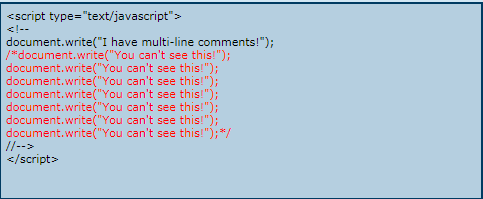 <script type="text/javascript">
<!--
document.write("I have multi-line comments!");
/*document.write("You can't see this!");
document.write("You can't see this!");
document.write("You can't see this!");
document.write("You can't see this!");
document.write("You can't see this!");
document.write("You can't see this!");
document.write("You can't see this!");*/
//-->
</script>